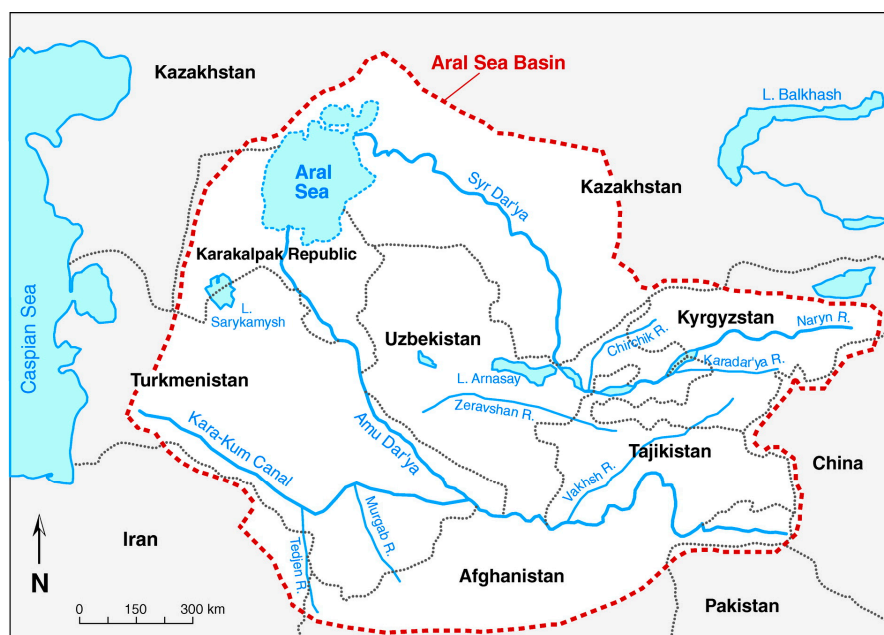 Aral Sea Basin
Kazakhstan
L. Balkhash
Aral
Sea
Syr Dar'ya
Kazakhstan
Karakalpak Republic
Caspian Sea
L.
Sarykamysh
Uzbekistan
Kyrgyzstan
Naryn R.
Chirchik R.
Karadar'ya R.
L. Arnasay
Turkmenistan
Zeravshan R.
Kara-Kum Canal
Amu Dar'ya
Tajikistan
China
Vakhsh R.
Murgab R.
Tedjen R.
Iran
Afghanistan
Pakistan
N
0 150 300 km